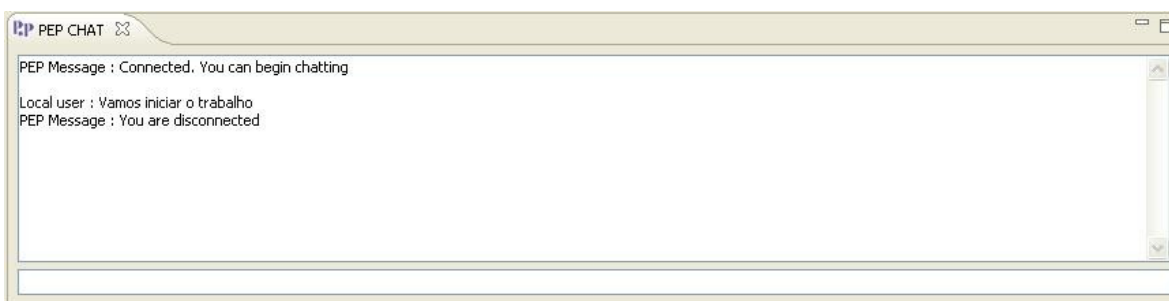 PEP CHAT
PEP Message : Connected. You can begin chatting
Local user : Vamos iniciar o trabalho
PEP Message : You are disconnected